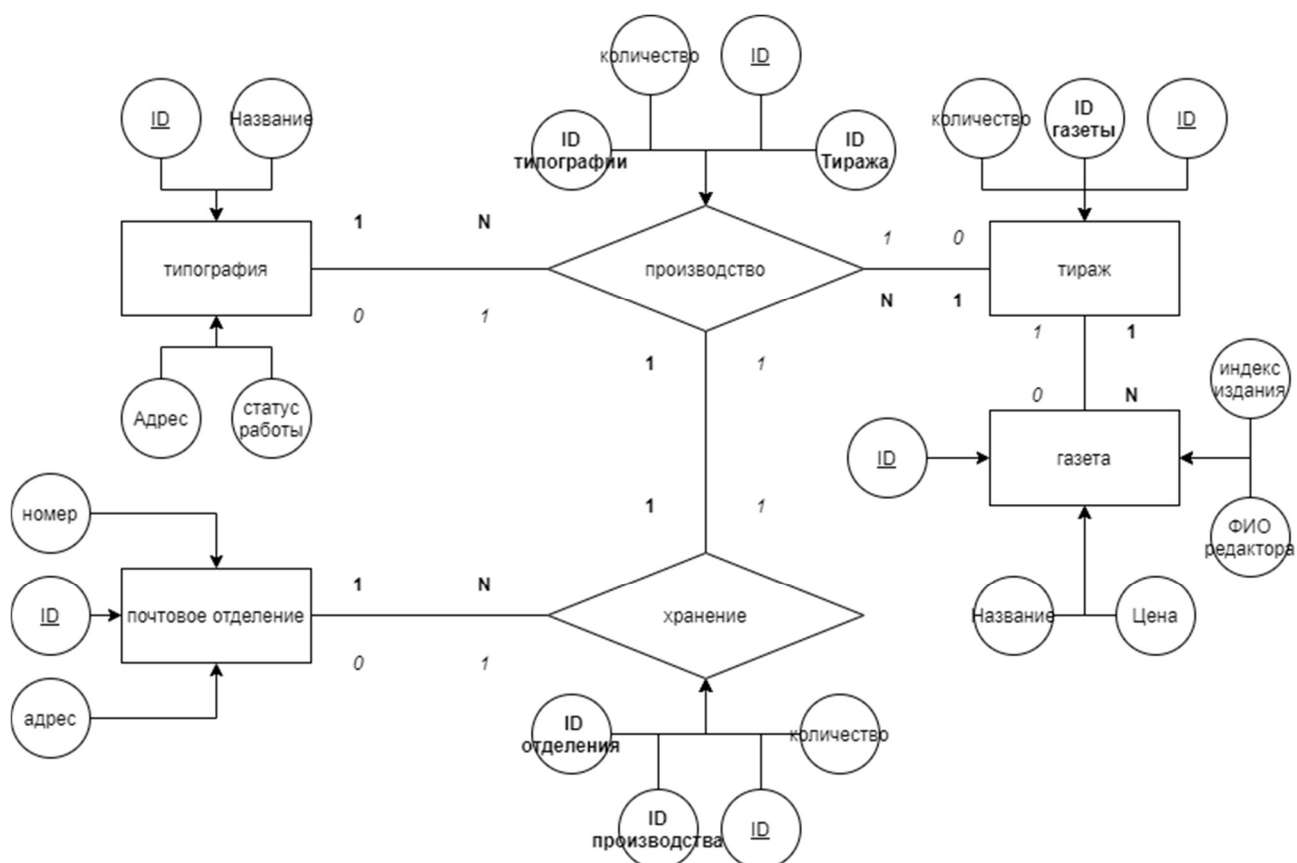 количество
ID
ID
Название
ID
типографии
ID
Тиража
количество
ID
газеты
ID
1
N
типография
0
1
производство
1
0
N
1
тираж
1
1
0
N
Адрес
статус
работы
1
1
индекс
издания
ID
газета
ФИО
редактора
Название
Цена
номер
1
1
ID
почтовое отделение
адрес
1
N
0
1
хранение
ID
отделения
количество
ID
производства
ID